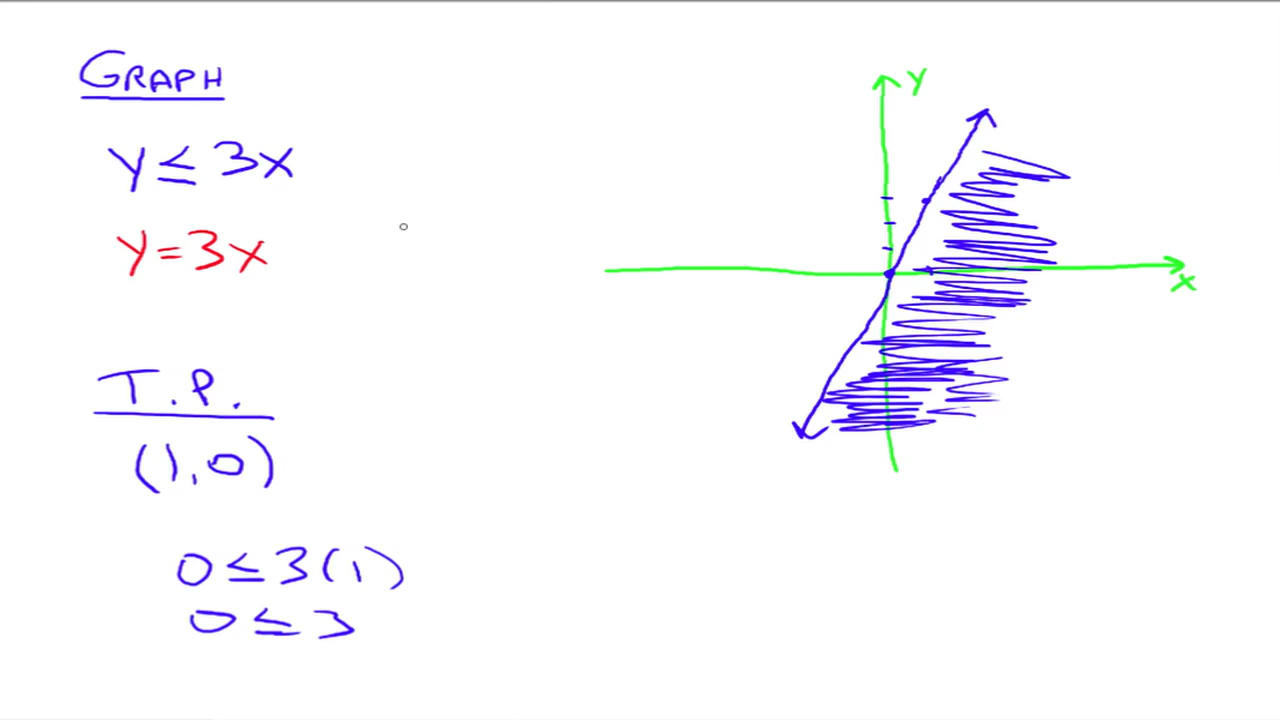 GRAPH
y ≤ 3x
y = 3x
T.P.
(1,0)
0 ≤ 3(1)
0 ≤ 3
y
x